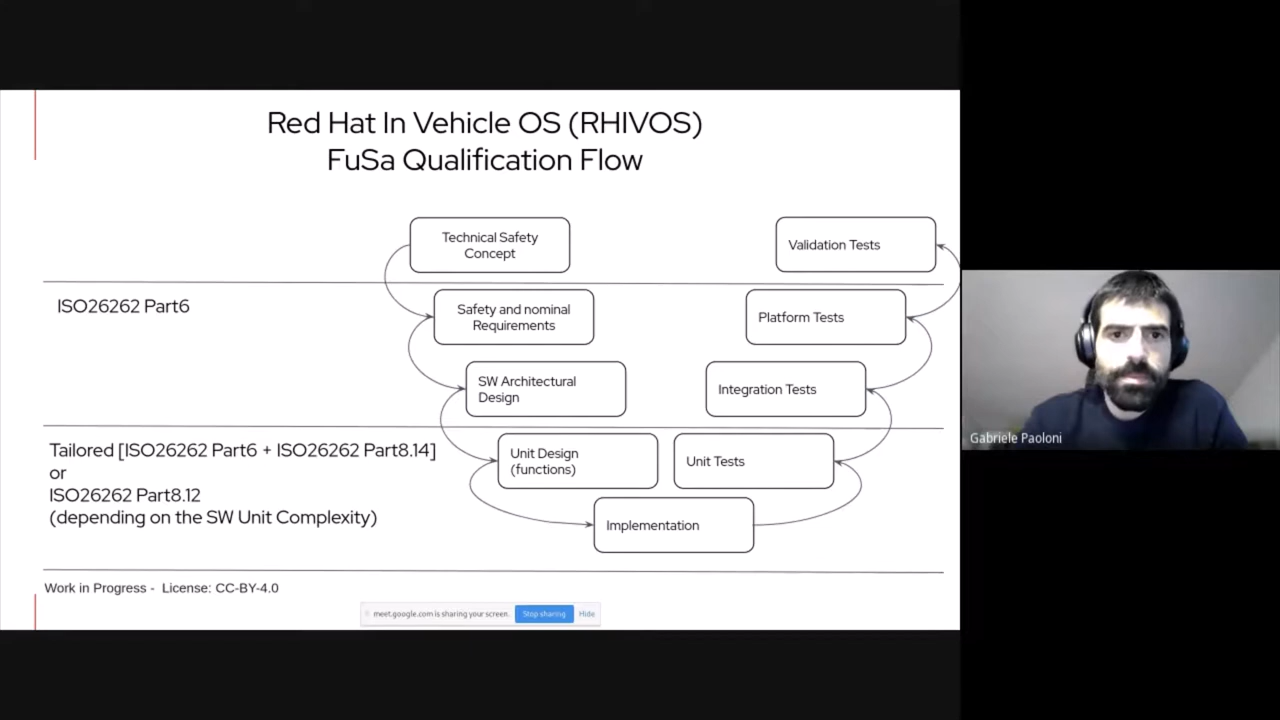 Red Hat In Vehicle OS (RHIVOS)
FuSa Qualification Flow
Technical Safety
Concept
Validation Tests
ISO26262 Part6
Safety and nominal
Requirements
Platform Tests
SW Architectural
Design
Integration Tests
Tailored [ISO26262 Part6 + ISO26262 Part8.14]
or
ISO26262 Part8.12
(depending on the SW Unit Complexity)
Unit Design
(functions)
Unit Tests
Implementation
Work in Progress - License: CC-BY-4.0
meet.google.com is sharing your screen.
Stop sharing
Hide
Gabriele Paoloni